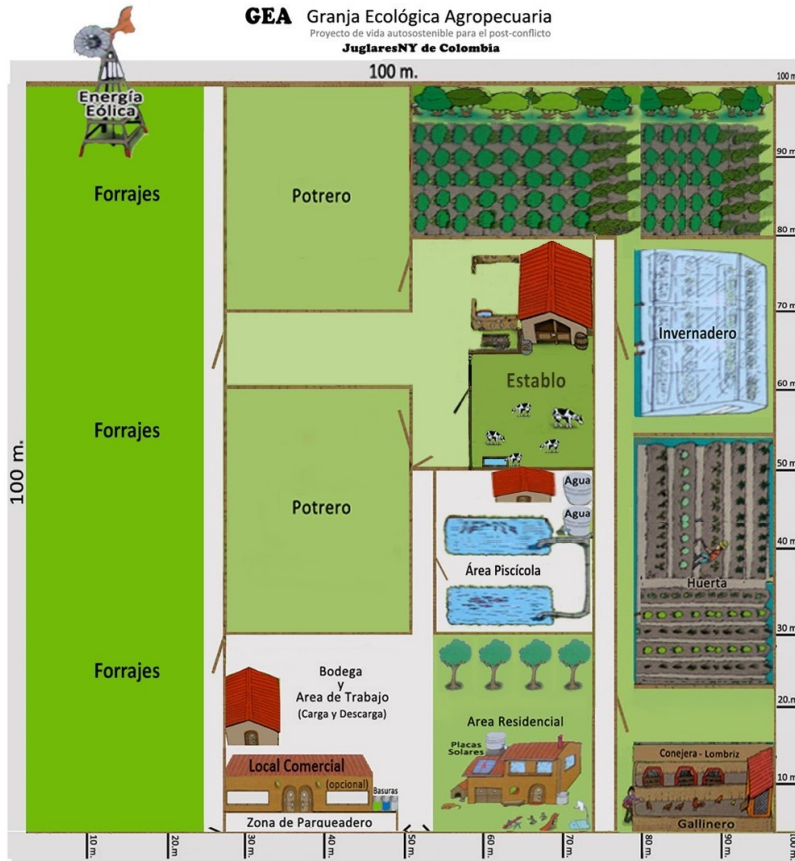 GEA Granja Ecológica Agropecuaria
Proyecto de vida autosostenible para el post-conflicto
JuglaresNY de Colombia
100 m.
100 m
Energía
Eólica
90 m
Forrajes
Potrero
80 m
70 m
Invernadero
Establo
60 m
Forrajes
50 m
100 m.
Agua
Potrero
Agua
40 m
Área Piscícola
Huerta
30 m
Forrajes
Bodega
y
Area de Trabajo
(Carga y Descarga)
20 m
Area Residencial
Placas
Solares
Conejera - Lombriz
Local Comercial
(opcional)
10 m
Basuras
Zona de Parqueadero
Gallinero
10 m.
20 m.
30 m.
40 m.
50 m.
60 m.
70 m.
80 m.
90 m.
100 m